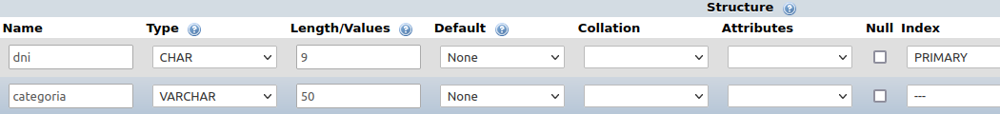 Structure
Name Type Length/Values Default Collation Attributes Null Index
dni CHAR 9 None PRIMARY
categoria VARCHAR 50 None ---